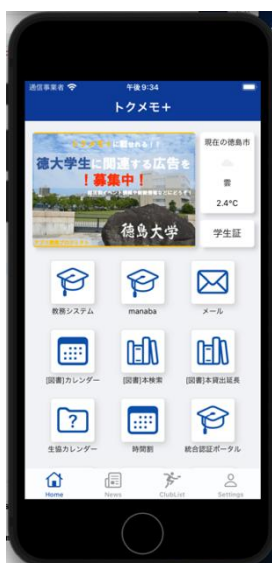 通信事業者 午後9:34
トクメモ+
に載せれる!!
徳大学生に関連する広告を
!募集中!
徳島大学
現在の徳島市
雲
2.4°C
学生証
教務システム manaba メール
[図書]カレンダー [図書]本検索 [図書]本貸出延長
?
生協カレンダー 時間割 統合認証ポータル
Home News ClubList Settings